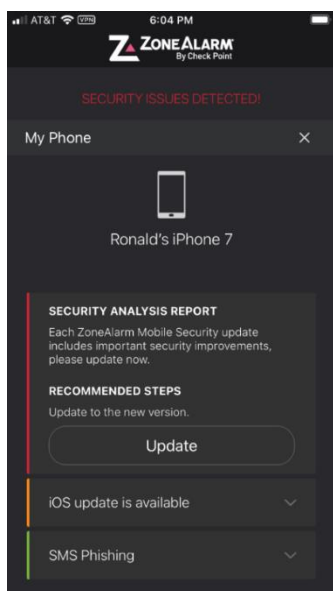 AT&T VPN 6:04 PM
ZONEALARM
By Check Point
SECURITY ISSUES DETECTED!
My Phone
Ronald's iPhone 7
SECURITY ANALYSIS REPORT
Each ZoneAlarm Mobile Security update
includes important security improvements,
please update now.
RECOMMENDED STEPS
Update to the new version.
Update
iOS update is available
SMS Phishing